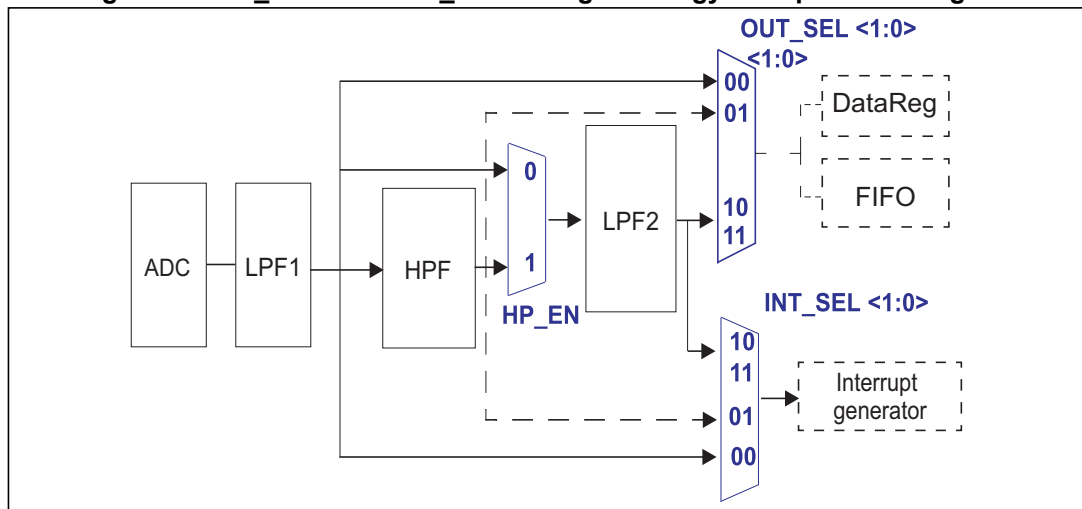 OUT_SEL <1:0>
<1:0>
00
01
10
11
DataReg
FIFO
0
1
HP_EN
ADC
LPF1
HPF
LPF2
INT_SEL <1:0>
10
11
01
00
Interrupt
generator